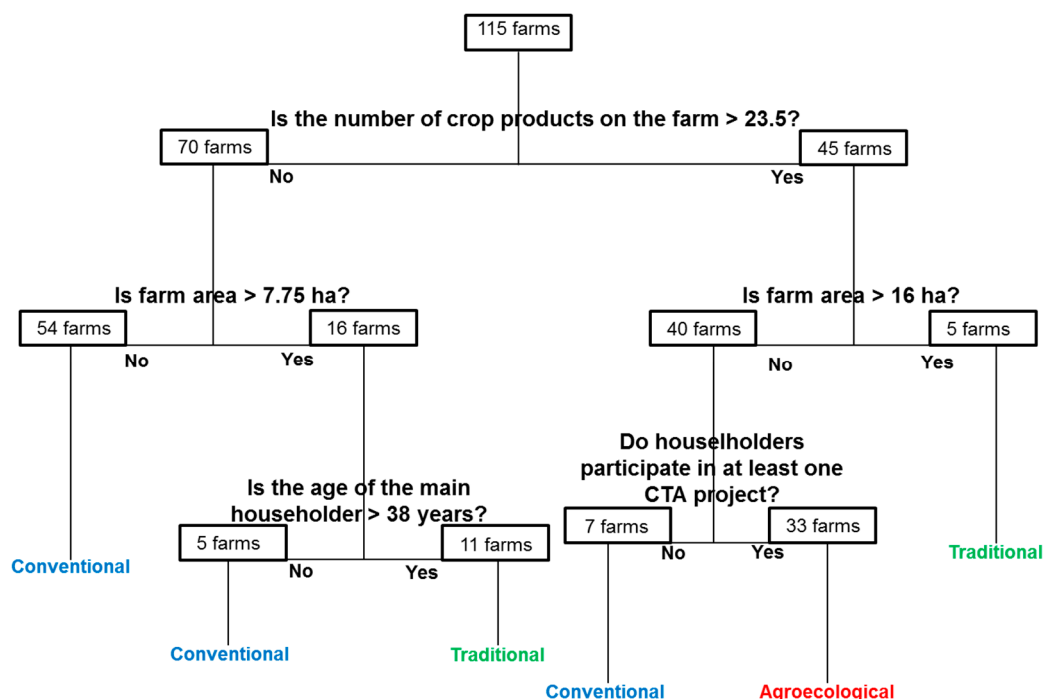 115 farms
Is the number of crop products on the farm > 23.5?
70 farms
45 farms
No
Yes
Is farm area > 7.75 ha?
Is farm area > 16 ha?
54 farms
16 farms
40 farms
5 farms
No
Yes
No
Yes
Do houselholders
participate in at least one
CTA project?
Is the age of the main
householder > 38 years?
7 farms
33 farms
5 farms
11 farms
No
Yes
Traditional
Conventional
No
Yes
Conventional
Traditional
Conventional
Agroecological